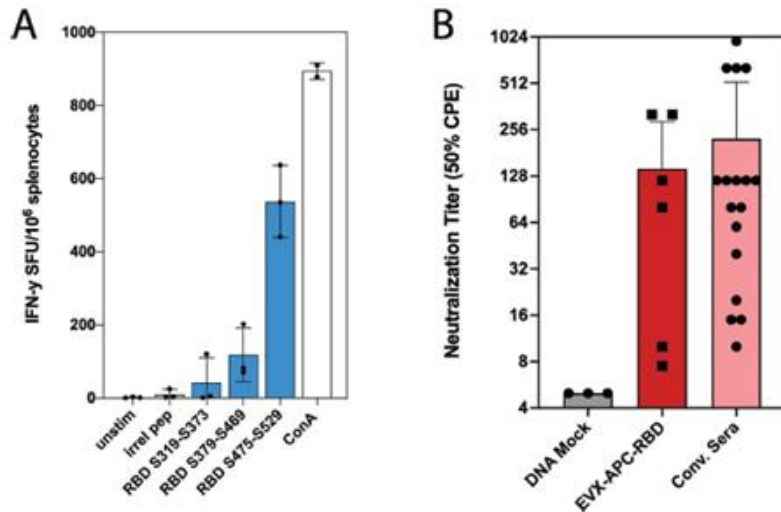 A
IFN-y SFU/10⁶ splenocytes
1000
800
600
400
200
0
unstim
irrel pep
RBD S319-S373
RBD S379-S469
RBD S475-S529
ConA
B
Neutralization Titer (50% CPE)
1024
512
256
128
64
32
16
8
4
DNA Mock
EVX-APC-RBD
Conv. Sera